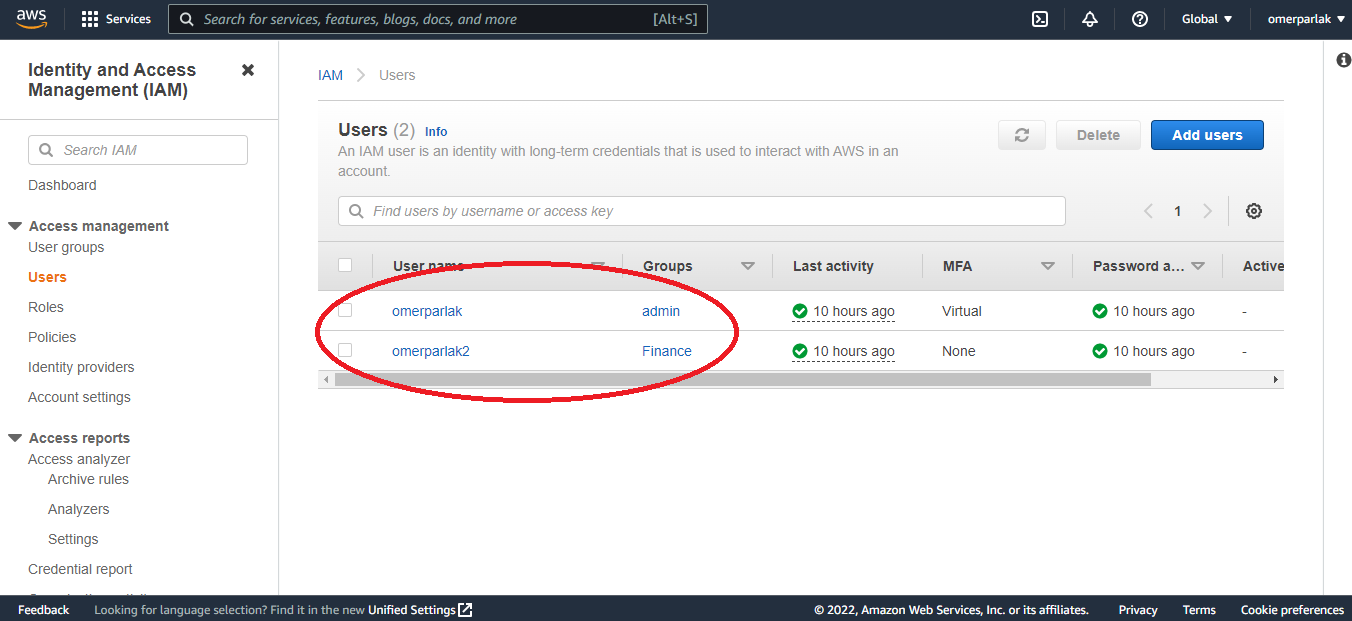 aws
Services
Search for services, features, blogs, docs, and more
[Alt+S]
Global
omerparlak
Identity and Access
Management (IAM)
Search IAM
Dashboard
Access management
User groups
Users
Roles
Policies
Identity providers
Account settings
Access reports
Access analyzer
Archive rules
Analyzers
Settings
Credential report
IAM
Users
Users (2) Info
An IAM user is an identity with long-term credentials that is used to interact with AWS in an
account.
Delete
Add users
Find users by username or access key
1
User name Groups Last activity MFA Password a... Active
omerparlak admin 10 hours ago Virtual 10 hours ago -
omerparlak2 Finance 10 hours ago None 10 hours ago -
Feedback Looking for language selection? Find it in the new Unified Settings © 2022, Amazon Web Services, Inc. or its affiliates. Privacy Terms Cookie preferences